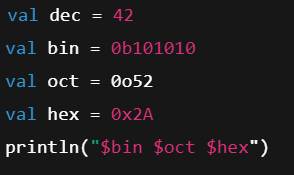 val dec = 42
val bin = 0b101010
val oct = 0o52
val hex = 0x2A
println("$bin $oct $hex")